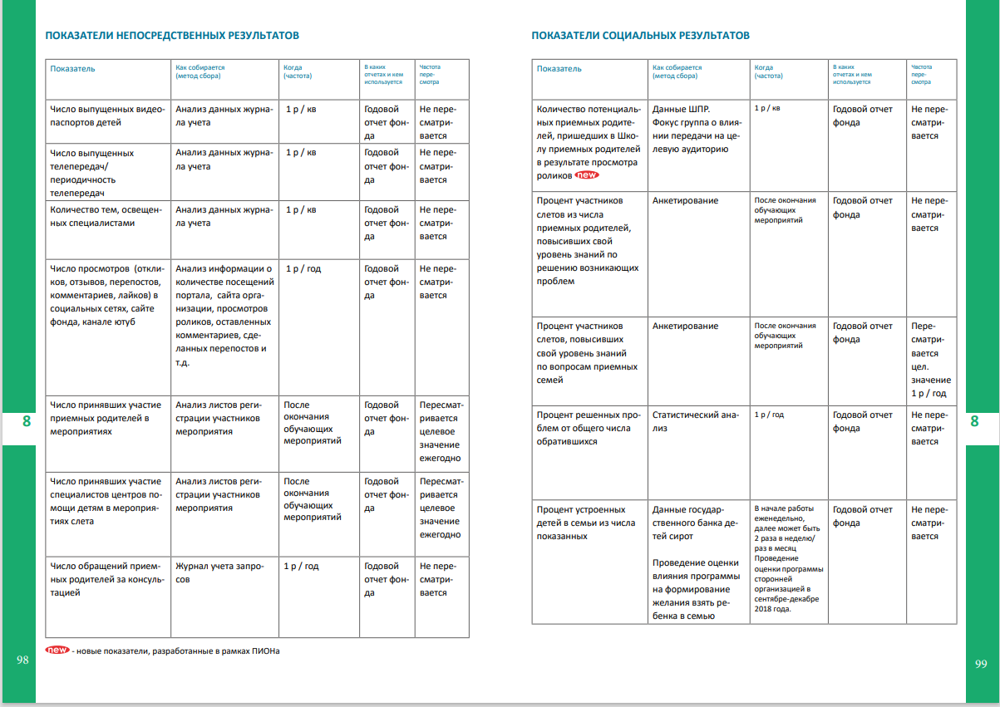 ПОКАЗАТЕЛИ НЕПОСРЕДСТВЕННЫХ РЕЗУЛЬТАТОВ
Показатель
Как собирается
(метод сбора)
Когда
(частота)
В каких
отчетах и кем
используется
Чвстота
пере-
смотра
Число выпущенных видео-
паспортов детей
Анализ данных журна-
ла учета
1 р / кв
Годовой
отчет фон-
да
Не пере-
сматри-
вается
Число выпущенных
телепередач/
периодичность
телепередач
Анализ данных журна-
ла учета
1 р / кв
Годовой
отчет фон-
да
Не пере-
сматри-
вается
Количество тем, освещен-
ных специалистами
Анализ данных журна-
ла учета
1 р / кв
Годовой
отчет фон-
да
Не пере-
сматри-
вается
Число просмотров (откли-
ков, отзывов, перепостов,
комментариев, лайков) в
социальных сетях, сайте
фонда, канале ютуб
Анализ информации о
количестве посещений
портала, сайта орга-
низации, просмотров
роликов, оставленных
комментариев, сде-
ланных перепостов и
т.д.
1 р / год
Годовой
отчет фон-
да
Не пере-
сматри-
вается
Число принявших участие
приемных родителей в
мероприятиях
Анализ листов реги-
страции участников
мероприятия
После
окончания
обучающих
мероприятий
Годовой
отчет фон-
да
Пересмат-
ривается
целевое
значение
ежегодно
Число принявших участие
специалистов центров по-
мощи детям в мероприя-
тиях слета
Анализ листов реги-
страции участников
мероприятия
После
окончания
обучающих
мероприятий
Годовой
отчет фон-
да
Пересмат-
ривается
целевое
значение
ежегодно
Число обращений прием-
ных родителей за консуль-
тацией
Журнал учета запро-
сов
1 р / год
Годовой
отчет фон-
да
Не пере-
сматри-
вается
new - новые показатели, разработанные в рамках ПИОНа
8
98
ПОКАЗАТЕЛИ СОЦИАЛЬНЫХ РЕЗУЛЬТАТОВ
Показатель
Как собирается
(метод сбора)
Когда
(частота)
В каких
отчетах и кем
используется
Чвстота
пере-
смотра
Количество потенциаль-
ных приемных родите-
лей, пришедших в Шко-
лу приемных родителей
в результате просмотра
роликов new
Данные ШПР.
Фокус группа о влия-
нии передачи на це-
левую аудиторию
1 р / кв
Годовой отчет
фонда
Не пере-
сматри-
вается
Процент участников
слетов из числа
приемных родителей,
повысивших свой
уровень знаний по
решению возникающих
проблем
Анкетирование
После окончания
обучающих
мероприятий
Годовой отчет
фонда
Не пере-
сматри-
вается
Процент участников
слетов, повысивших
свой уровень знаний
по вопросам приемных
семей
Анкетирование
После окончания
обучающих
мероприятий
Годовой отчет
фонда
Пере-
сматри-
вается
цел.
значение
1 р / год
Процент решенных про-
блем от общего числа
обратившихся
Статистический ана-
лиз
1 р / год
Годовой отчет
фонда
Не пере-
сматри-
вается
Процент устроенных
детей в семьи из числа
показанных
Данные государ-
ственного банка де-
тей сирот
Проведение оценки
влияния программы
на формирование
желания взять ре-
бенка в семью
В начале работы
еженедельно,
далее может быть
2 раза в неделю/
раз в месяц
Проведение
оценки программы
сторонней
организацией в
сентябре-декабре
2018 года.
Годовой отчет
фонда
Не пере-
сматри-
вается
8
99